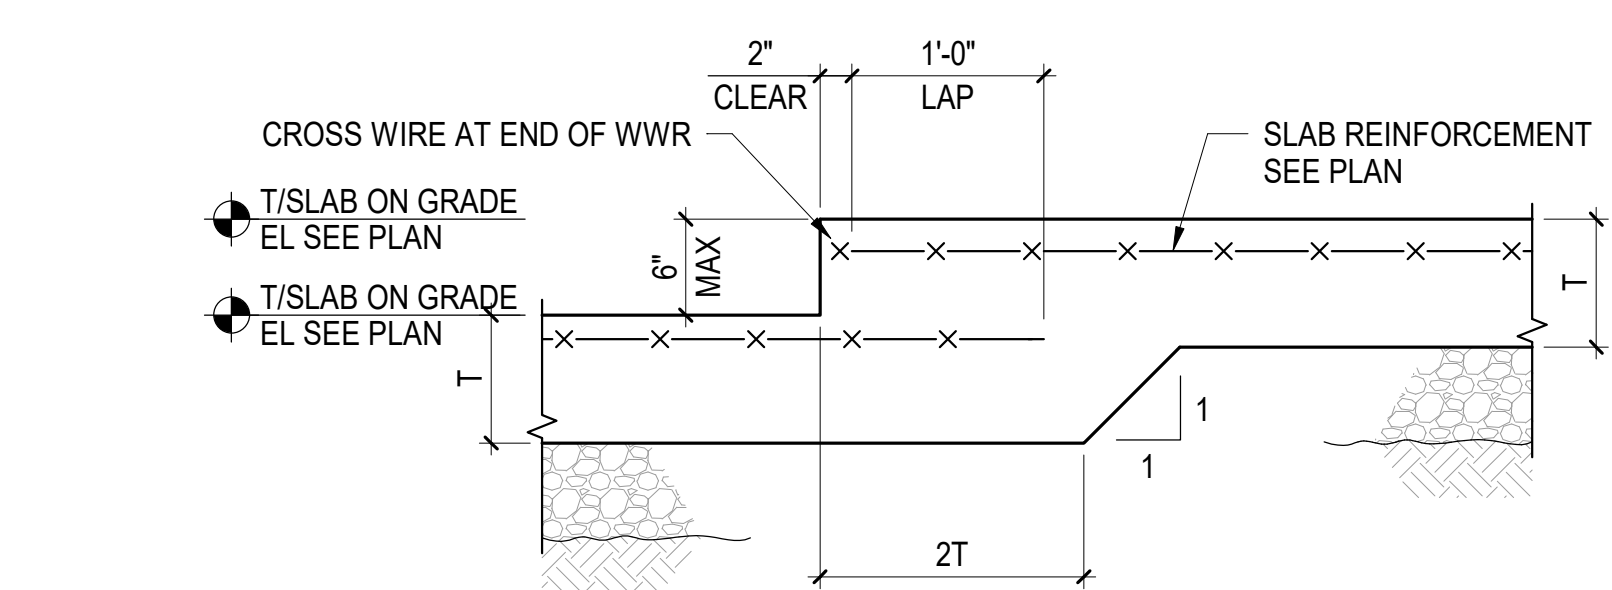 2" 1'-0"
CLEAR LAP
CROSS WIRE AT END OF WWR
SLAB REINFORCEMENT
SEE PLAN
T/SLAB ON GRADE
EL SEE PLAN
6"
MAX
T
T/SLAB ON GRADE
EL SEE PLAN
T
1
1
2T